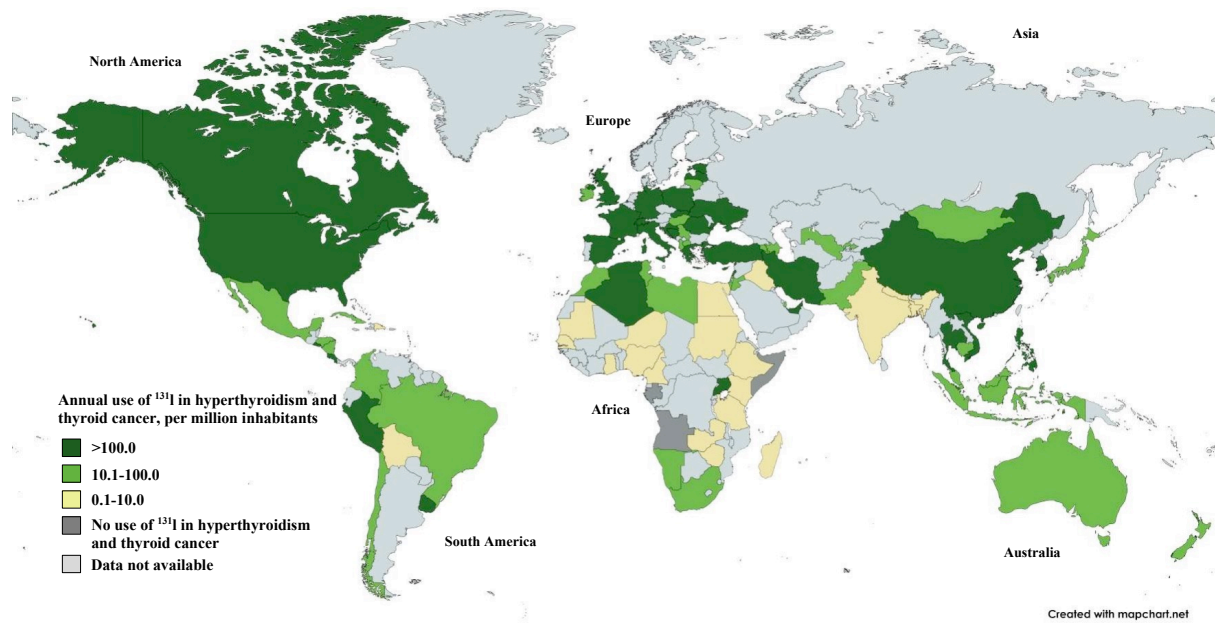 Asia
North America
Europe
Annual use of ¹³¹l in hyperthyroidism and
thyroid cancer, per million inhabitants
Africa
>100.0
10.1-100.0
0.1-10.0
No use of ¹³¹l in hyperthyroidism
and thyroid cancer
South America
Australia
Data not available
Created with mapchart.net